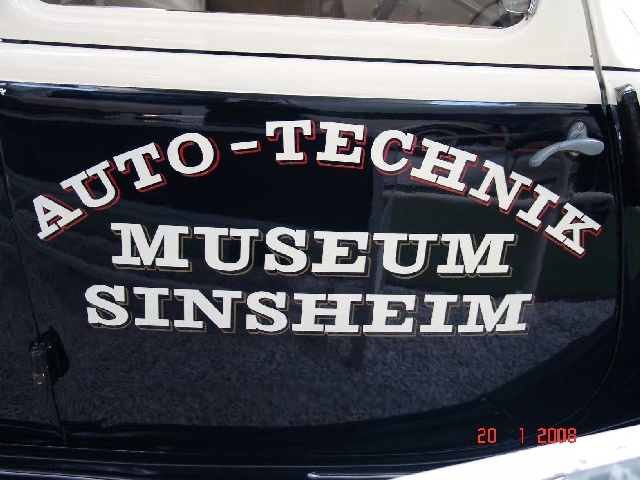 AUTO-TECHNIK
MUSEUM
SINSHEIM
20 1 2008